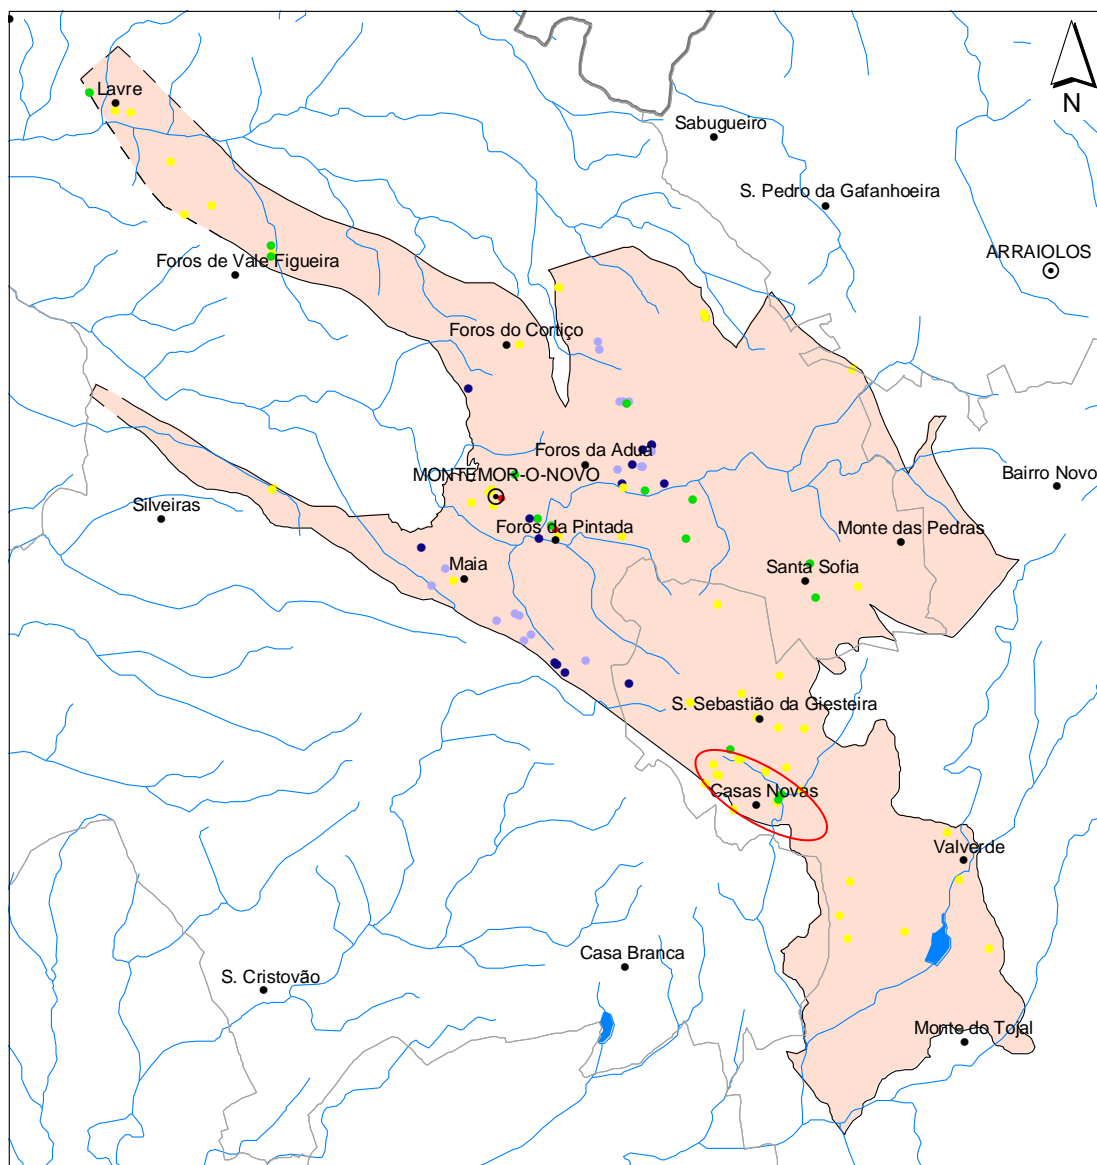 Lavre
N
Sabugueiro
S. Pedro da Gafanhoeira
ARRAIOLOS
Foros de Vale Figueira
Foros do Cortiço
Foros da Adua
MONTEMOR-O-NOVO
Bairro Novo
Silveiras
Foros da Pintada
Monte das Pedras
Maia
Santa Sofia
S. Sebastião da Giesteira
Casas Novas
Valverde
Casa Branca
S. Cristovão
Monte do Tojal